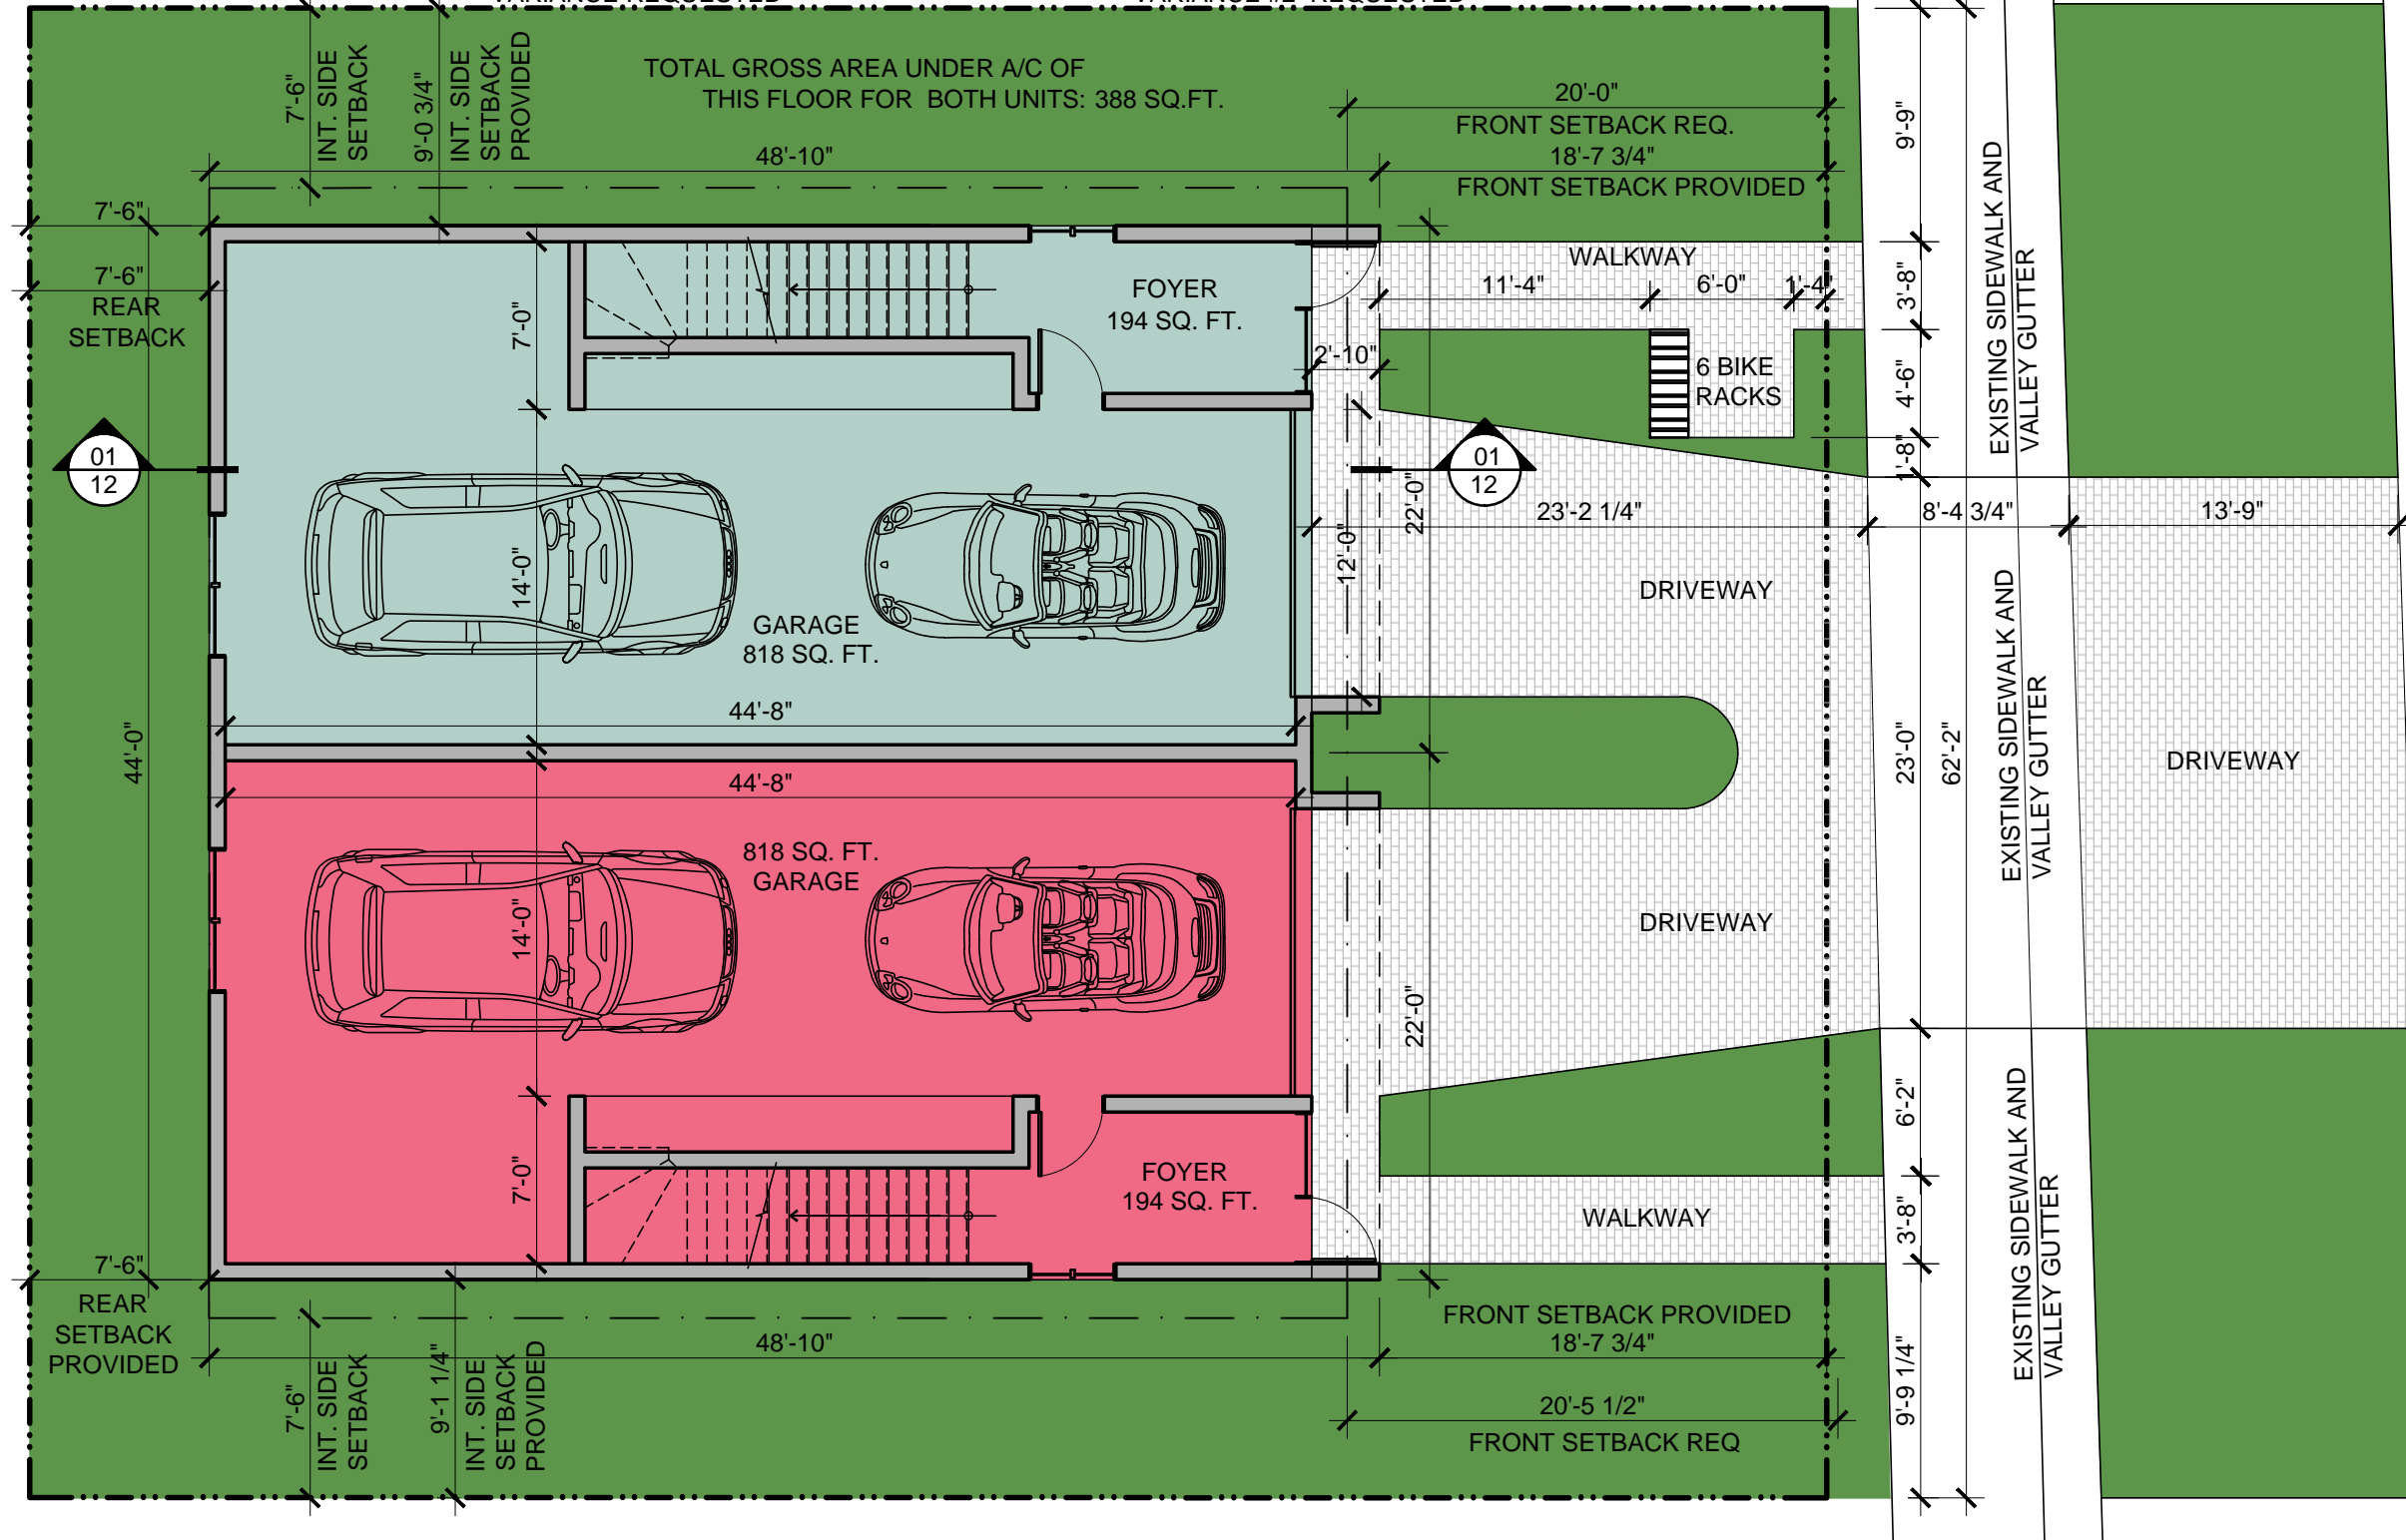 VARIANCE REQUESTED
VARIANCE #2 REQUESTED
TOTAL GROSS AREA UNDER A/C OF
THIS FLOOR FOR BOTH UNITS: 388 SQ.FT.
7'-6"
INT. SIDE
SETBACK
9'-0 3/4"
INT. SIDE
SETBACK
PROVIDED
20'-0"
FRONT SETBACK REQ.
48'-10"
18'-7 3/4"
FRONT SETBACK PROVIDED
9'-9"
EXISTING SIDEWALK AND
VALLEY GUTTER
7'-6"
7'-6"
REAR
SETBACK
7'-0"
FOYER
194 SQ. FT.
WALKWAY
11'-4"
6'-0"
1'-4"
3'-8"
2'-10"
6 BIKE
RACKS
4'-6"
1'-8"
01
12
01
12
22'-0"
12'-0"
23'-2 1/4"
8'-4 3/4"
13'-9"
14'-0"
DRIVEWAY
GARAGE
818 SQ. FT.
44'-8"
44'-0"
44'-8"
23'-0"
62'-2"
EXISTING SIDEWALK AND
VALLEY GUTTER
DRIVEWAY
818 SQ. FT.
GARAGE
14'-0"
DRIVEWAY
22'-0"
6'-2"
7'-0"
FOYER
194 SQ. FT.
WALKWAY
3'-8"
EXISTING SIDEWALK AND
VALLEY GUTTER
7'-6"
REAR
SETBACK
PROVIDED
FRONT SETBACK PROVIDED
48'-10"
18'-7 3/4"
7'-6"
INT. SIDE
SETBACK
9'-1 1/4"
INT. SIDE
SETBACK
PROVIDED
20'-5 1/2"
FRONT SETBACK REQ
9'-9 1/4"